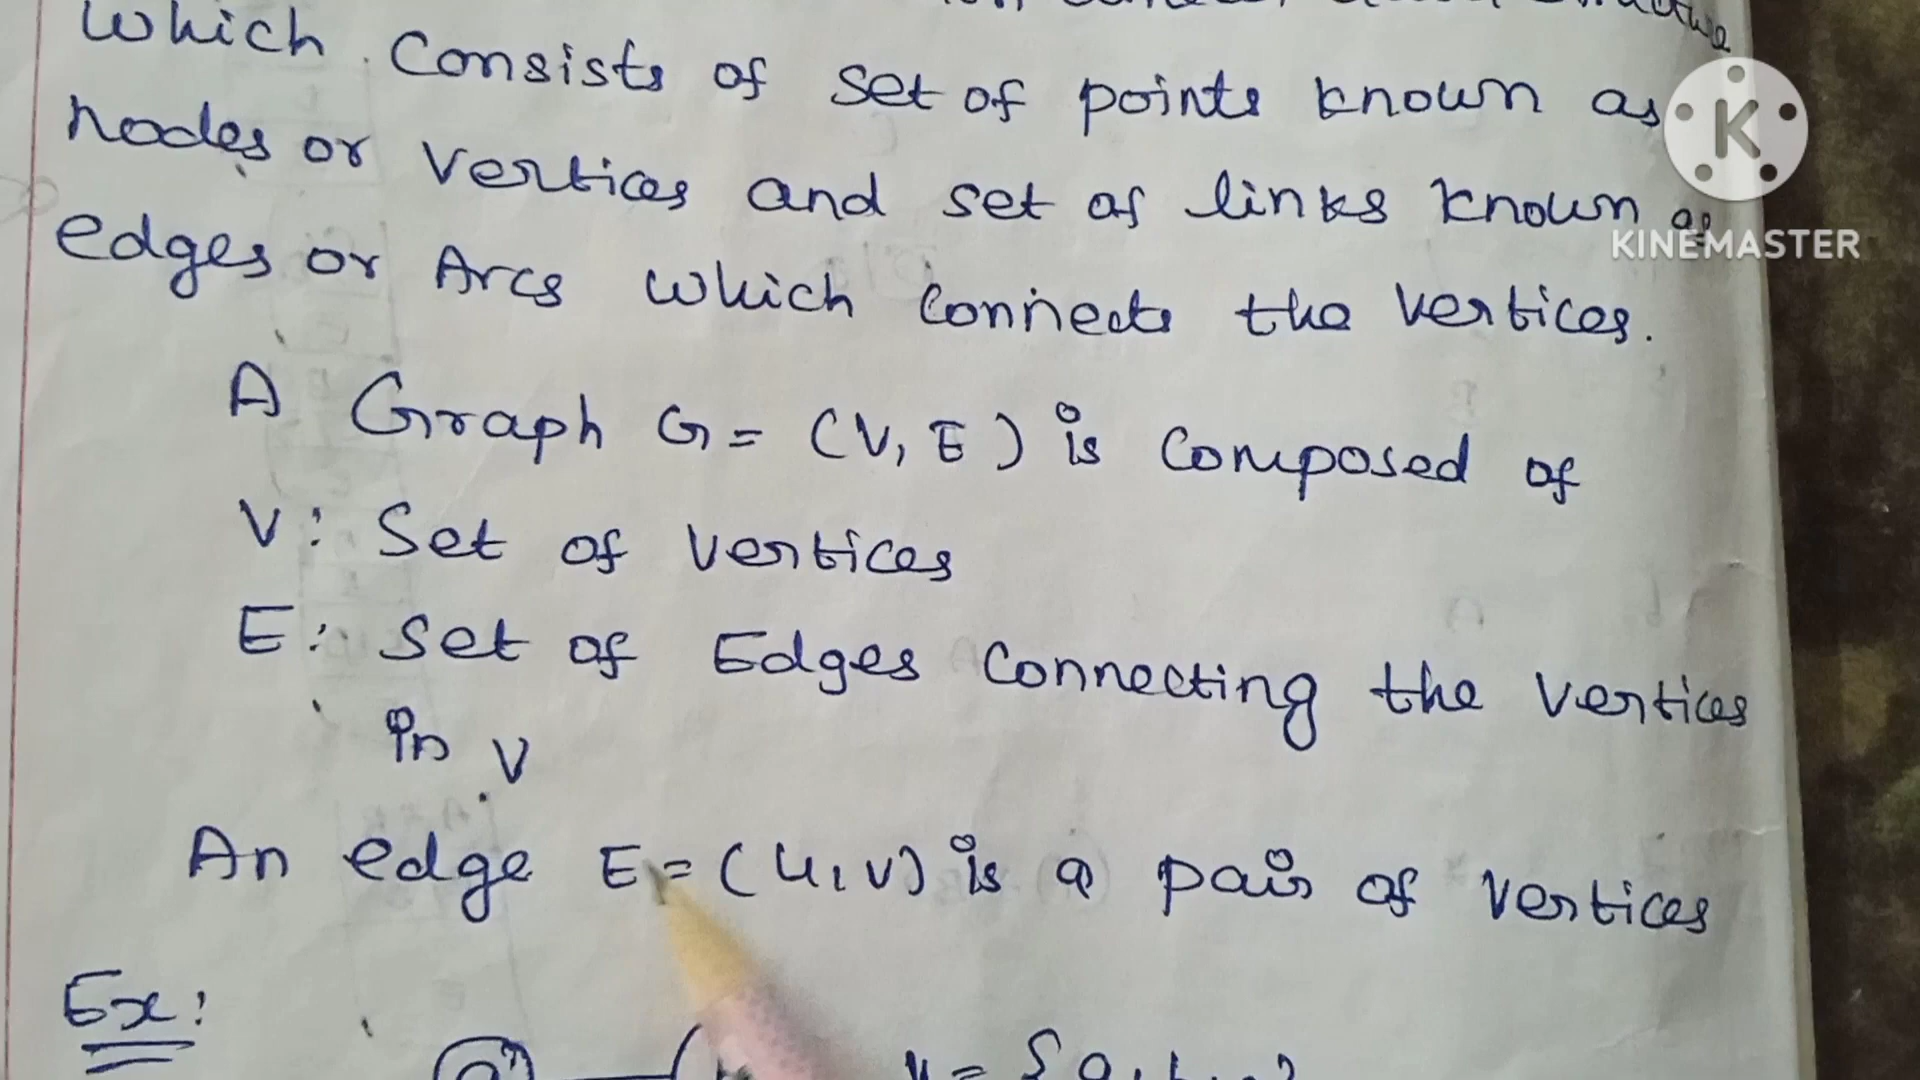 Structure
which consists of set of points known as
nodes or vertices and set of links known as
edges or Arcs which connects the vertices.
A Graph G = (V, E) is composed of
V: Set of vertices
E: set of Edges connecting the vertices
in V
An edge E = (u, v) is a pair of vertices
Ex:
K
KINEMASTER